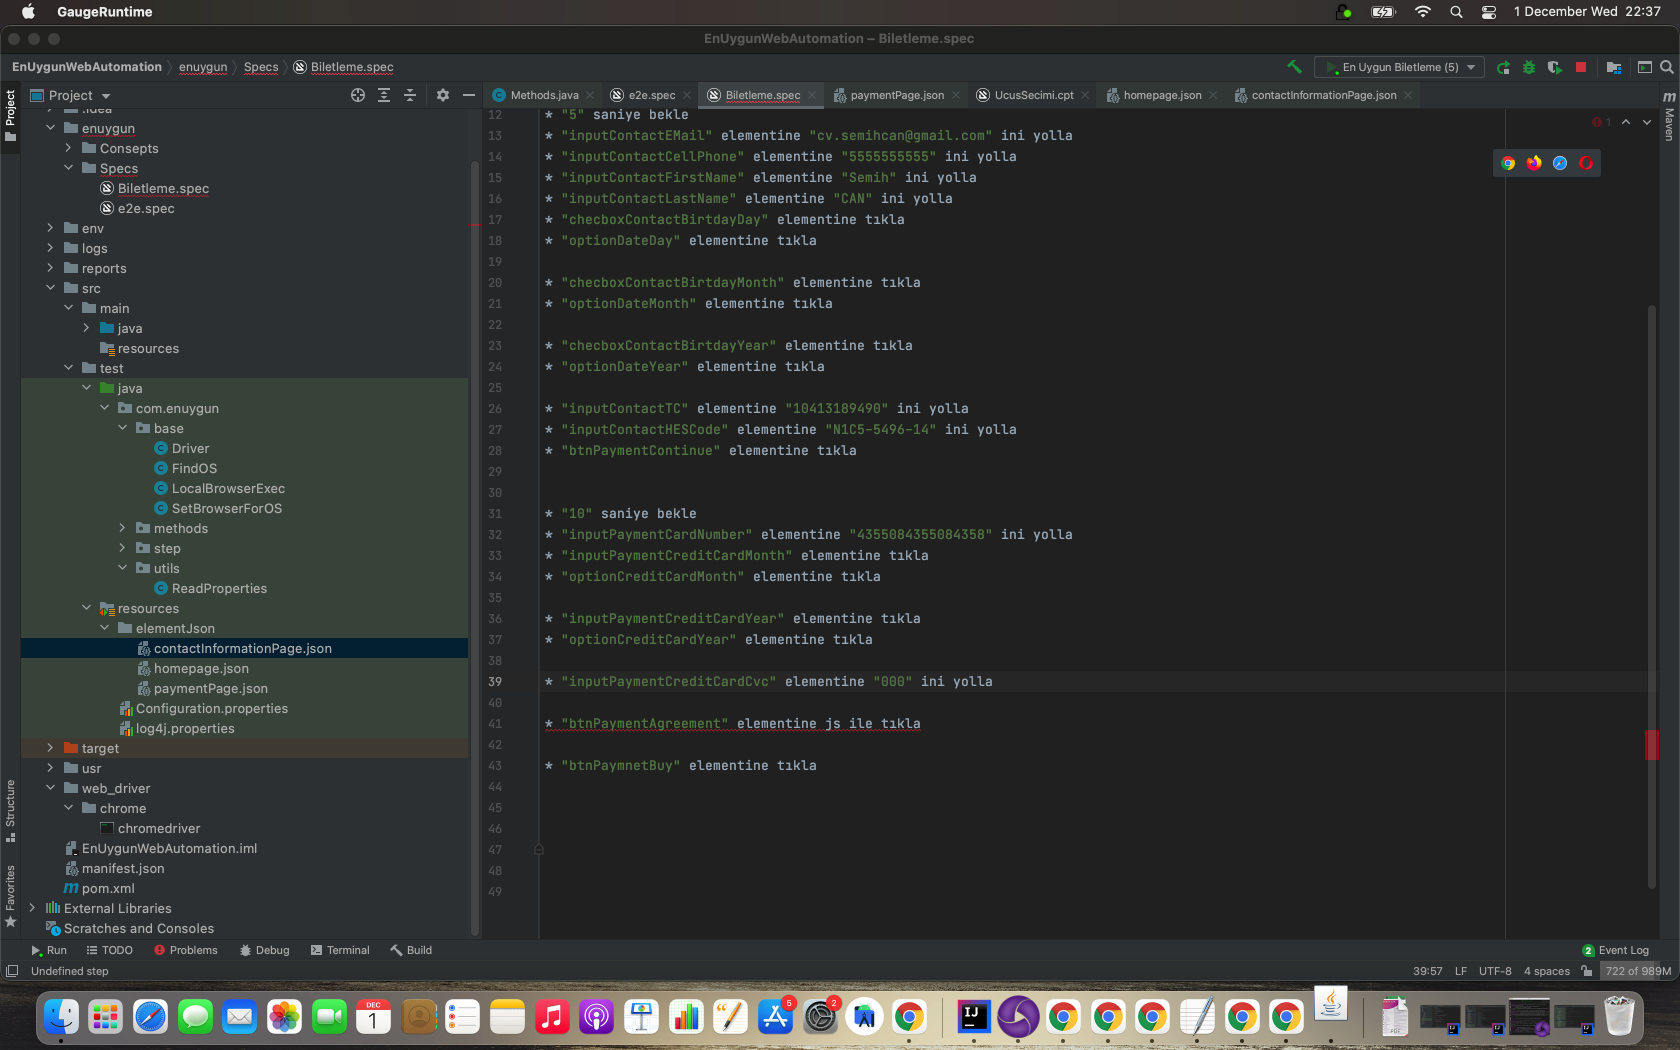 GaugeRuntime
1 December Wed 22:37
EnUygunWebAutomation – Biletleme.spec
EnUygunWebAutomation enuygun Specs Biletleme.spec
En Uygun Biletleme (5)
Project
Methods.java e2e.spec Biletleme.spec paymentPage.json UcusSecimi.cpt homepage.json contactInformationPage.json
Project
Structure
Favorites
Maven
.idea
enuygun
Consepts
Specs
Biletleme.spec
e2e.spec
env
logs
reports
src
main
java
resources
test
java
com.enuygun
base
Driver
FindOS
LocalBrowserExec
SetBrowserForOS
methods
step
utils
ReadProperties
resources
elementJson
contactInformationPage.json
homepage.json
paymentPage.json
Configuration.properties
log4j.properties
target
usr
web_driver
chrome
chromedriver
EnUygunWebAutomation.iml
manifest.json
pom.xml
External Libraries
Scratches and Consoles
1
12 * "5" saniye bekle
13 * "inputContactEMail" elementine "cv.semihcan@gmail.com" ini yolla
14 * "inputContactCellPhone" elementine "5555555555" ini yolla
15 * "inputContactFirstName" elementine "Semih" ini yolla
16 * "inputContactLastName" elementine "CAN" ini yolla
17 * "checboxContactBirtdayDay" elementine tıkla
18 * "optionDateDay" elementine tıkla
19
20 * "checboxContactBirtdayMonth" elementine tıkla
21 * "optionDateMonth" elementine tıkla
22
23 * "checboxContactBirtdayYear" elementine tıkla
24 * "optionDateYear" elementine tıkla
25
26 * "inputContactTC" elementine "10413189490" ini yolla
27 * "inputContactHESCode" elementine "N1C5-5496-14" ini yolla
28 * "btnPaymentContinue" elementine tıkla
29
30
31 * "10" saniye bekle
32 * "inputPaymentCardNumber" elementine "4355084355084358" ini yolla
33 * "inputPaymentCreditCardMonth" elementine tıkla
34 * "optionCreditCardMonth" elementine tıkla
35
36 * "inputPaymentCreditCardYear" elementine tıkla
37 * "optionCreditCardYear" elementine tıkla
38
39 * "inputPaymentCreditCardCvc" elementine "000" ini yolla
40
41 * "btnPaymentAgreement" elementine js ile tıkla
42
43 * "btnPaymnetBuy" elementine tıkla
44
45
46
47
48
49
Run TODO Problems Debug Terminal Build
2 Event Log
Undefined step
39:57 LF UTF-8 4 spaces 722 of 989M
DEC
1
5
2
IJ